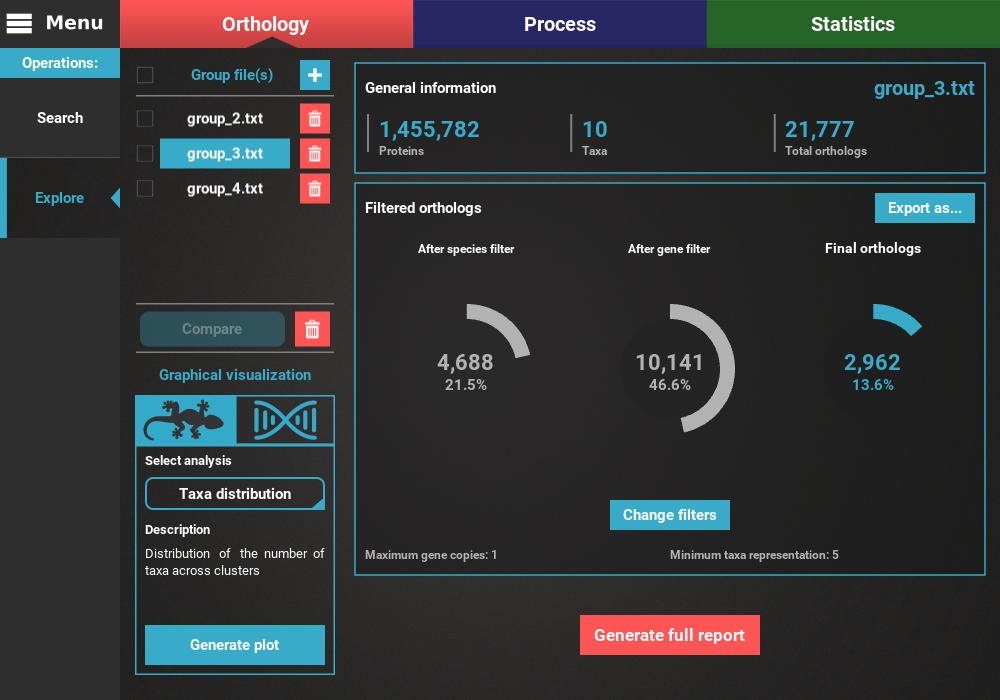 Menu
Orthology
Process
Statistics
Operations:
Search
Explore
Group file(s)
group_2.txt
group_3.txt
group_4.txt
Compare
Graphical visualization
Select analysis
Taxa distribution
Description
Distribution of the number of
taxa across clusters
Generate plot
General information
group_3.txt
1,455,782
Proteins
10
Taxa
21,777
Total orthologs
Filtered orthologs
Export as...
After species filter
After gene filter
Final orthologs
4,688
21.5%
10,141
46.6%
2,962
13.6%
Change filters
Maximum gene copies: 1
Minimum taxa representation: 5
Generate full report